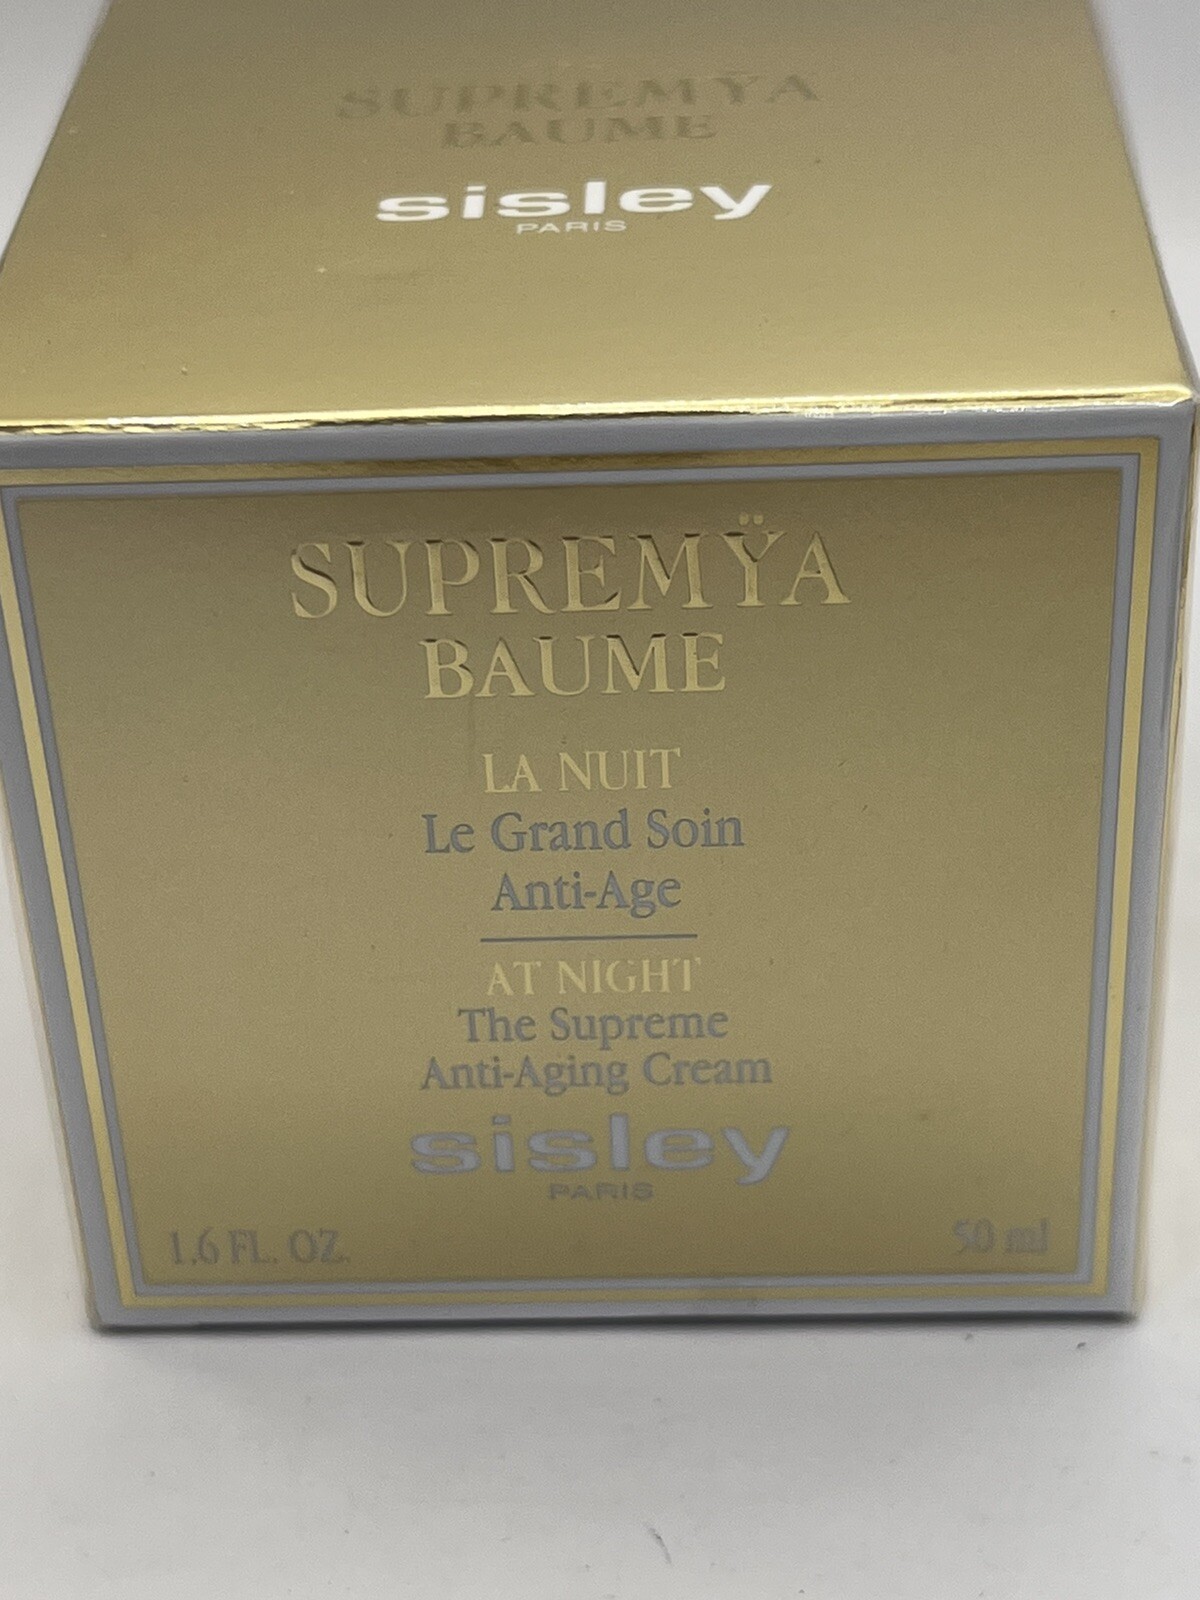 SUPREMŸA
BAUME
sisley
PARIS
SUPREMŸA
BAUME
LA NUIT
Le Grand Soin
Anti-Age
AT NIGHT
The Supreme
Anti-Aging Cream
sisley
PARIS
1.6 FL. OZ. 50 ml